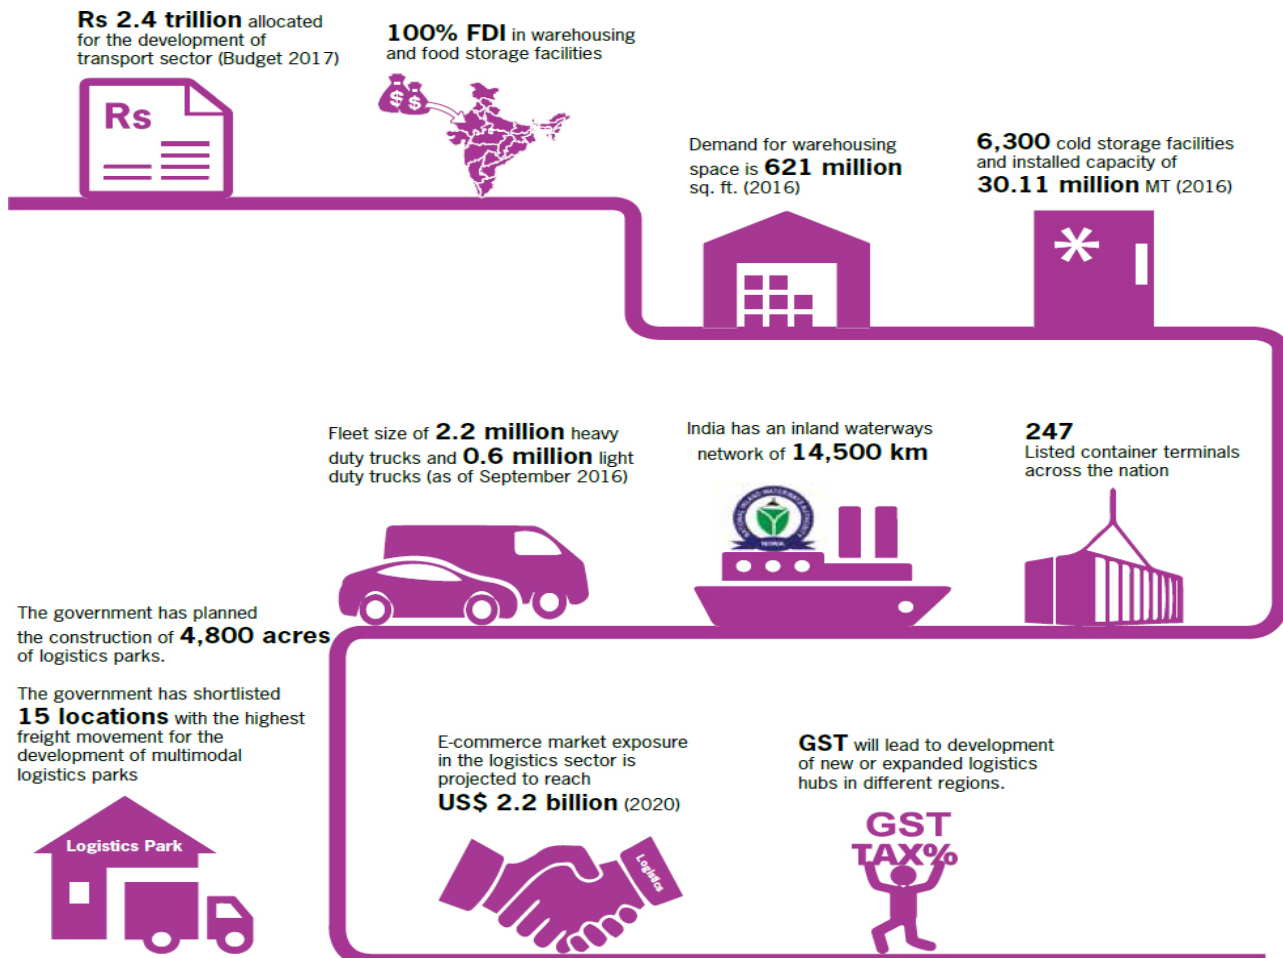 Rs 2.4 trillion allocated
for the development of
transport sector (Budget 2017)
Rs
100% FDI in warehousing
and food storage facilities
$ $
Demand for warehousing
space is 621 million
sq. ft. (2016)
6,300 cold storage facilities
and installed capacity of
30.11 million MT (2016)
Fleet size of 2.2 million heavy
duty trucks and 0.6 million light
duty trucks (as of September 2016)
India has an inland waterways
network of 14,500 km
247
Listed container terminals
across the nation
The government has planned
the construction of 4,800 acres
of logistics parks.
The government has shortlisted
15 locations with the highest
freight movement for the
development of multimodal
logistics parks
Logistics Park
E-commerce market exposure
in the logistics sector is
projected to reach
US$ 2.2 billion (2020)
Logistics
GST will lead to development
of new or expanded logistics
hubs in different regions.
GST
TAX%